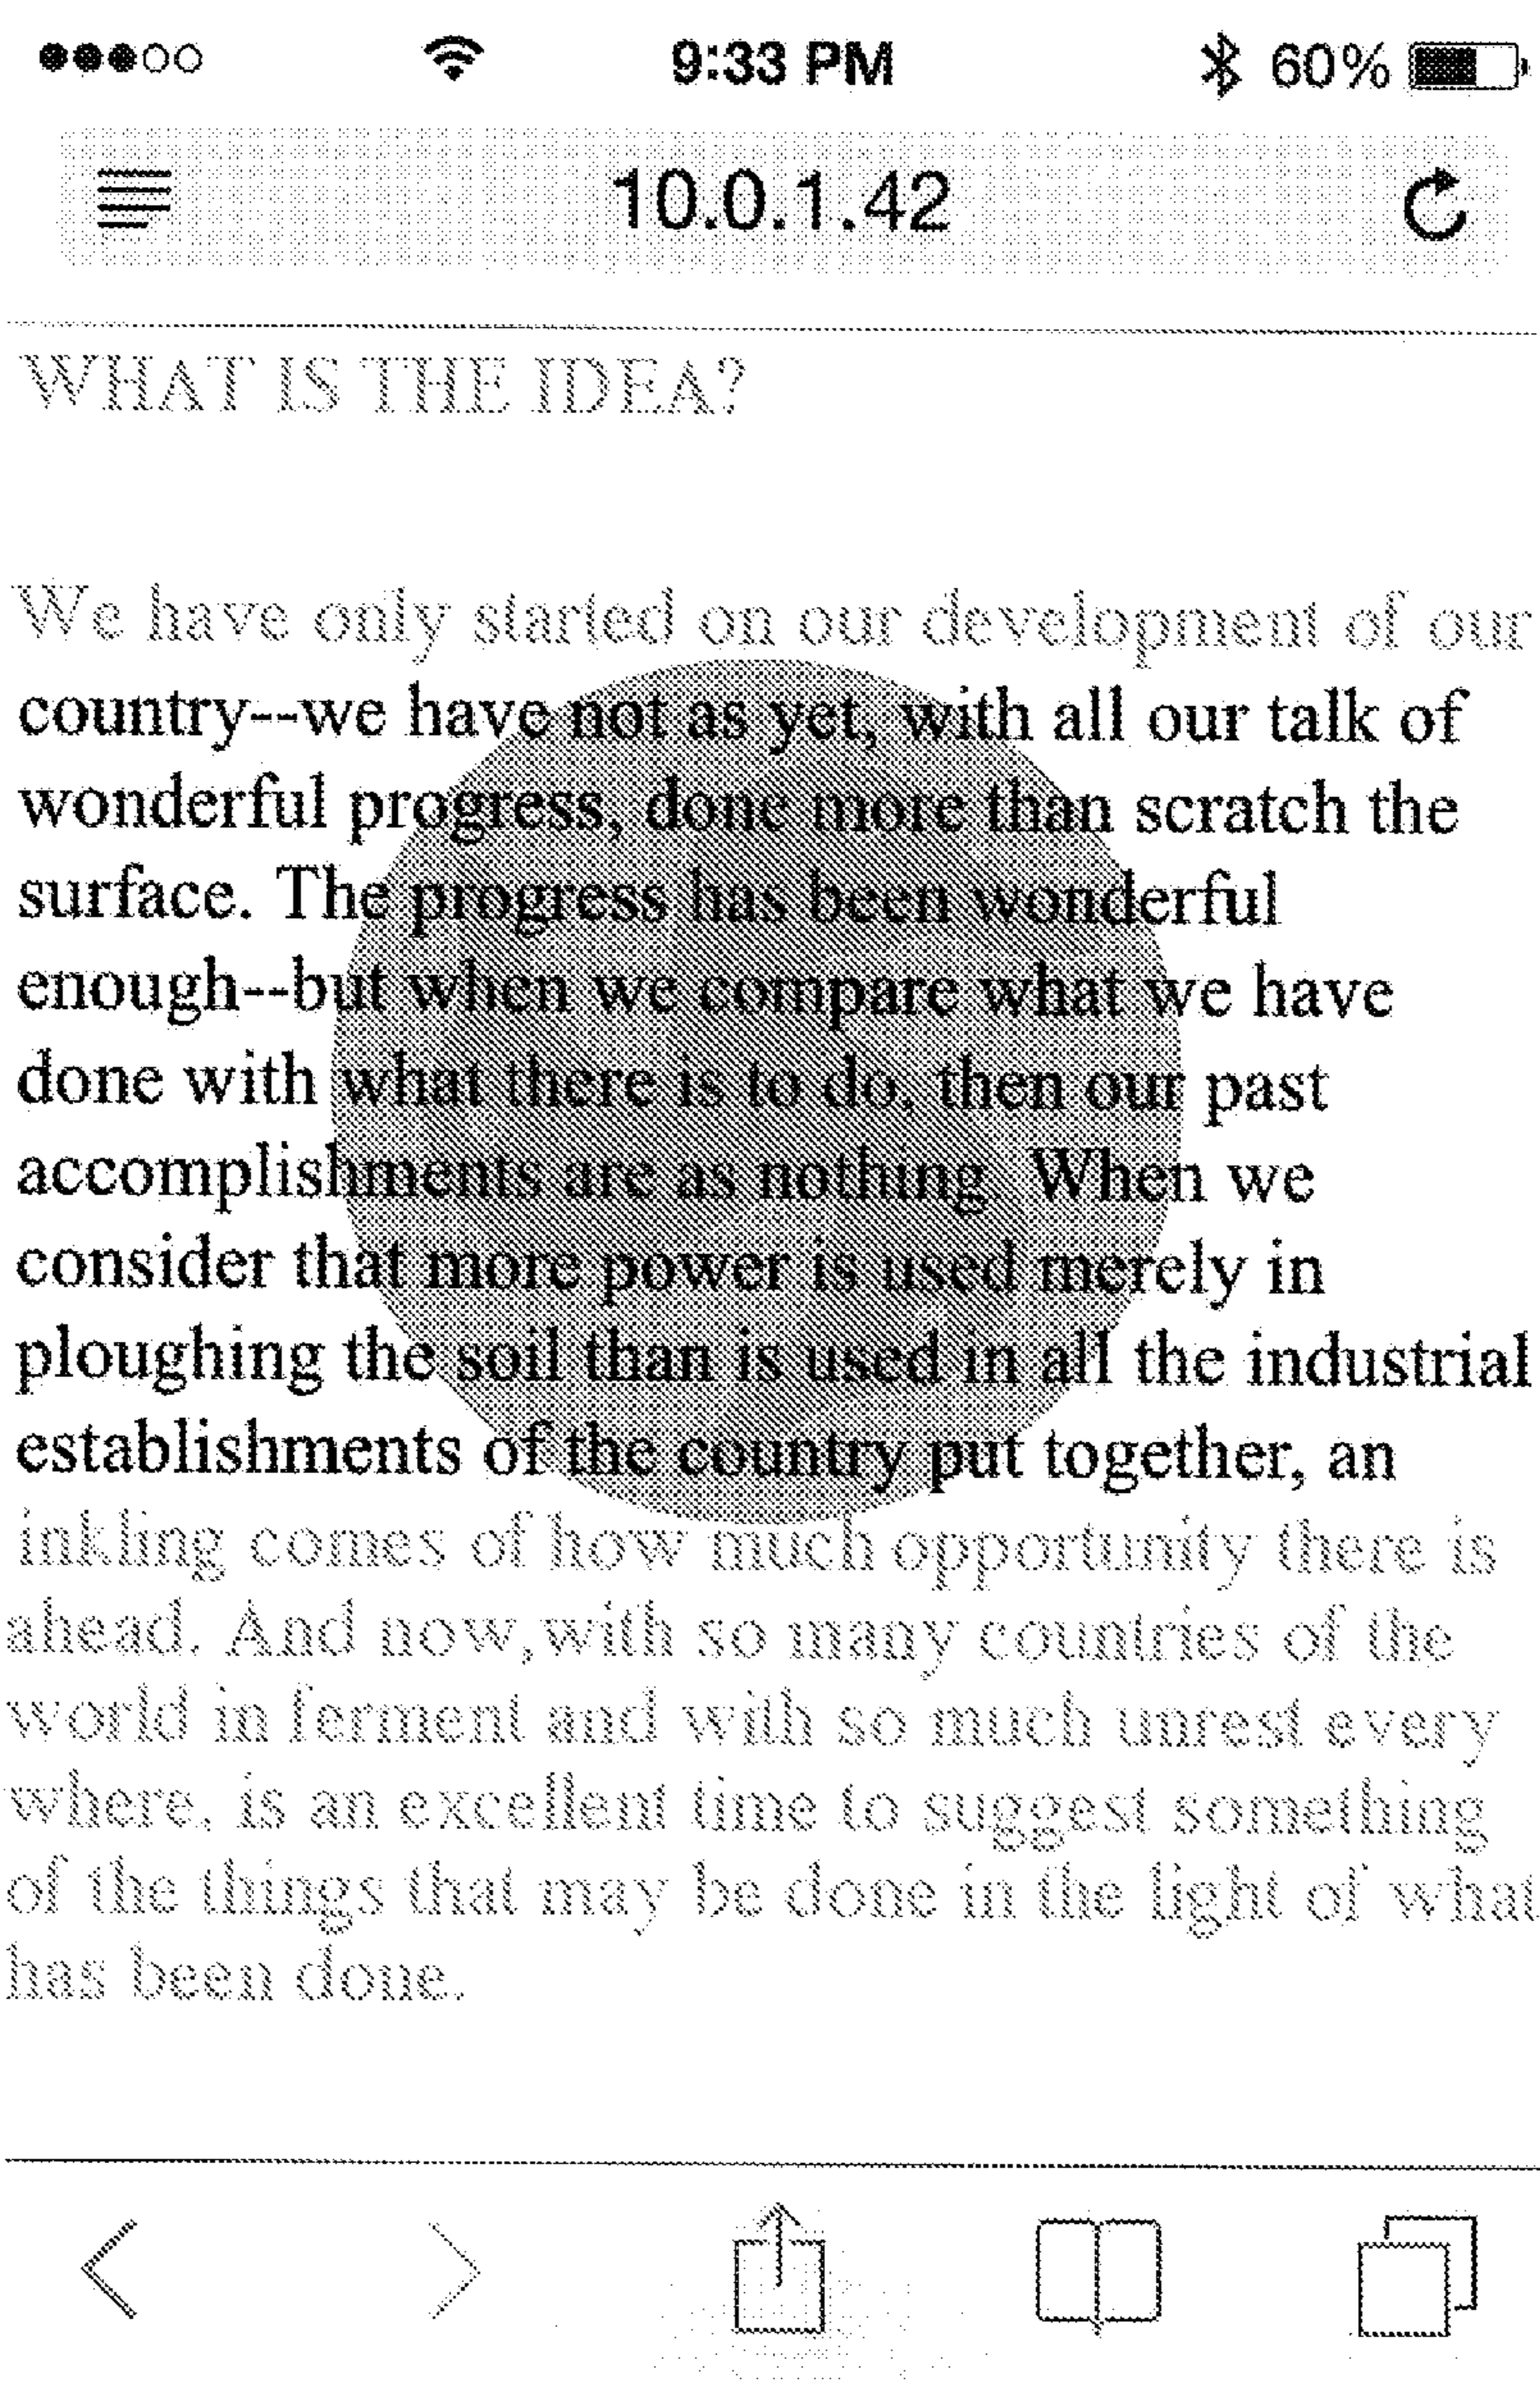 9:33 PM 60%
10.0.1.42
WHAT IS THE IDEA?
We have only started on our development of our
country--we have not as yet, with all our talk of
wonderful progress, done more than scratch the
surface. The progress has been wonderful
enough--but when we compare what we have
done with what there is to do, then our past
accomplishments are as nothing. When we
consider that more power is used merely in
ploughing the soil than is used in all the industrial
establishments of the country put together, an
inkling comes of how much opportunity there is
ahead. And now,with so many countries of the
world in ferment and with so much unrest every
where, is an excellent time to suggest something
of the things that may be done in the light of what
has been done.